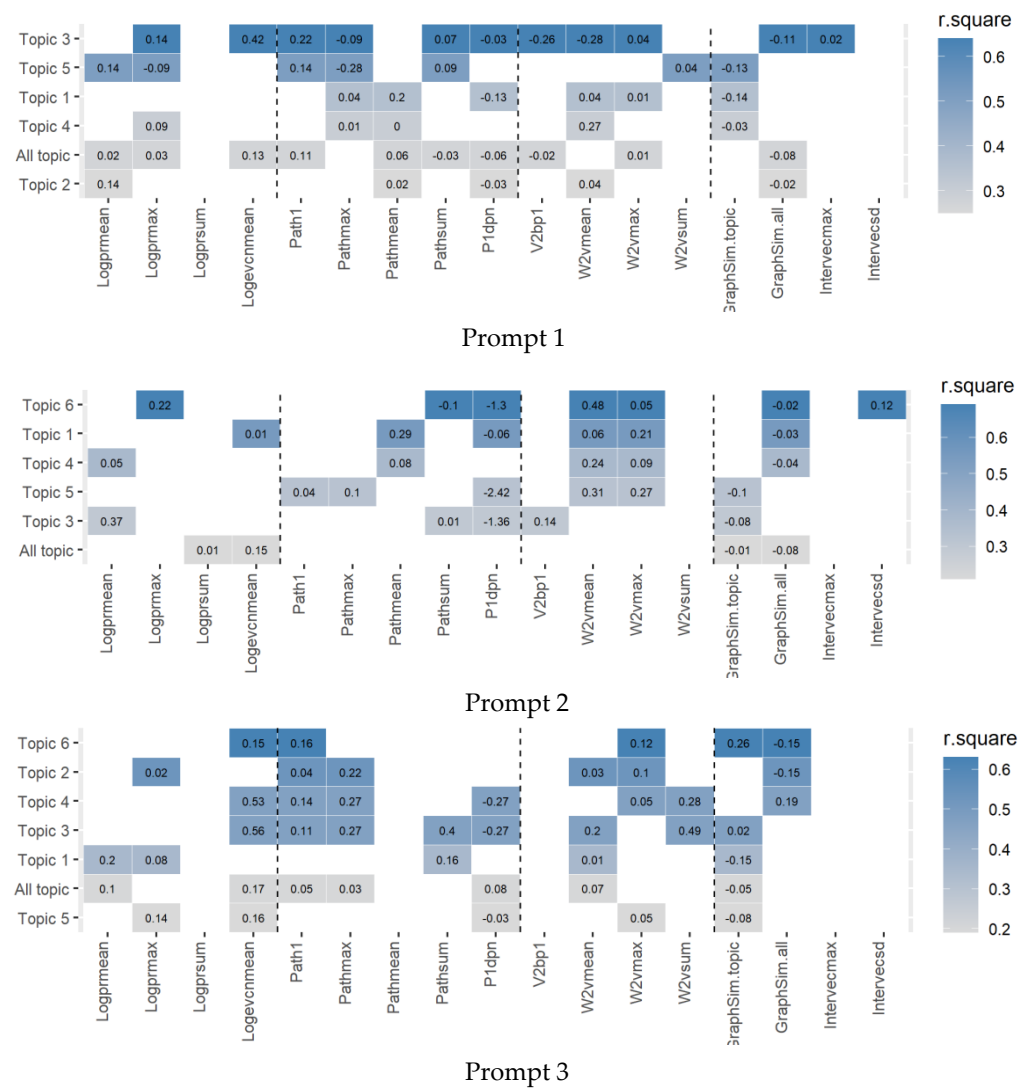 r.square
Topic 3 0.14 0.42 0.22 -0.09 0.07 -0.03 -0.26 -0.28 0.04 -0.11 0.02
Topic 5 0.14 -0.09 0.14 -0.28 0.09 0.04 -0.13
Topic 1 0.04 0.2 -0.13 0.04 0.01 -0.14
Topic 4 0.09 0.01 0 0.27 -0.03
All topic 0.02 0.03 0.13 0.11 0.06 -0.03 -0.06 -0.02 0.01 -0.08
Topic 2 0.14 0.02 -0.03 0.04 -0.02
0.6
0.5
0.4
0.3
Logprmean
Logprmax
Logprsum
Logevcnmean
Path1
Pathmax
Pathmean
Pathsum
P1dpn
V2bp1
W2vmean
W2vmax
W2vsum
GraphSim.topic
GraphSim.all
Intervecmax
Intervecsd
Prompt 1
r.square
Topic 6 0.22 -0.1 -1.3 0.48 0.05 -0.02 0.12
Topic 1 0.01 0.29 -0.06 0.06 0.21 -0.03
Topic 4 0.05 0.08 0.24 0.09 -0.04
Topic 5 0.04 0.1 -2.42 0.31 0.27 -0.1
Topic 3 0.37 0.01 -1.36 0.14 -0.08
All topic 0.01 0.15 -0.01 -0.08
0.6
0.5
0.4
0.3
Logprmean
Logprmax
Logprsum
Logevcnmean
Path1
Pathmax
Pathmean
Pathsum
P1dpn
V2bp1
W2vmean
W2vmax
W2vsum
GraphSim.topic
GraphSim.all
Intervecmax
Intervecsd
Prompt 2
r.square
Topic 6 0.15 0.16 0.12 0.26 -0.15
Topic 2 0.02 0.04 0.22 0.03 0.1 -0.15
Topic 4 0.53 0.14 0.27 -0.27 0.05 0.28 0.19
Topic 3 0.56 0.11 0.27 0.4 -0.27 0.2 0.49 0.02
Topic 1 0.2 0.08 0.16 0.01 -0.15
All topic 0.1 0.17 0.05 0.03 0.08 0.07 -0.05
Topic 5 0.14 0.16 -0.03 0.05 -0.08
0.6
0.5
0.4
0.3
0.2
Logprmean
Logprmax
Logprsum
Logevcnmean
Path1
Pathmax
Pathmean
Pathsum
P1dpn
V2bp1
W2vmean
W2vmax
W2vsum
GraphSim.topic
GraphSim.all
Intervecmax
Intervecsd
Prompt 3